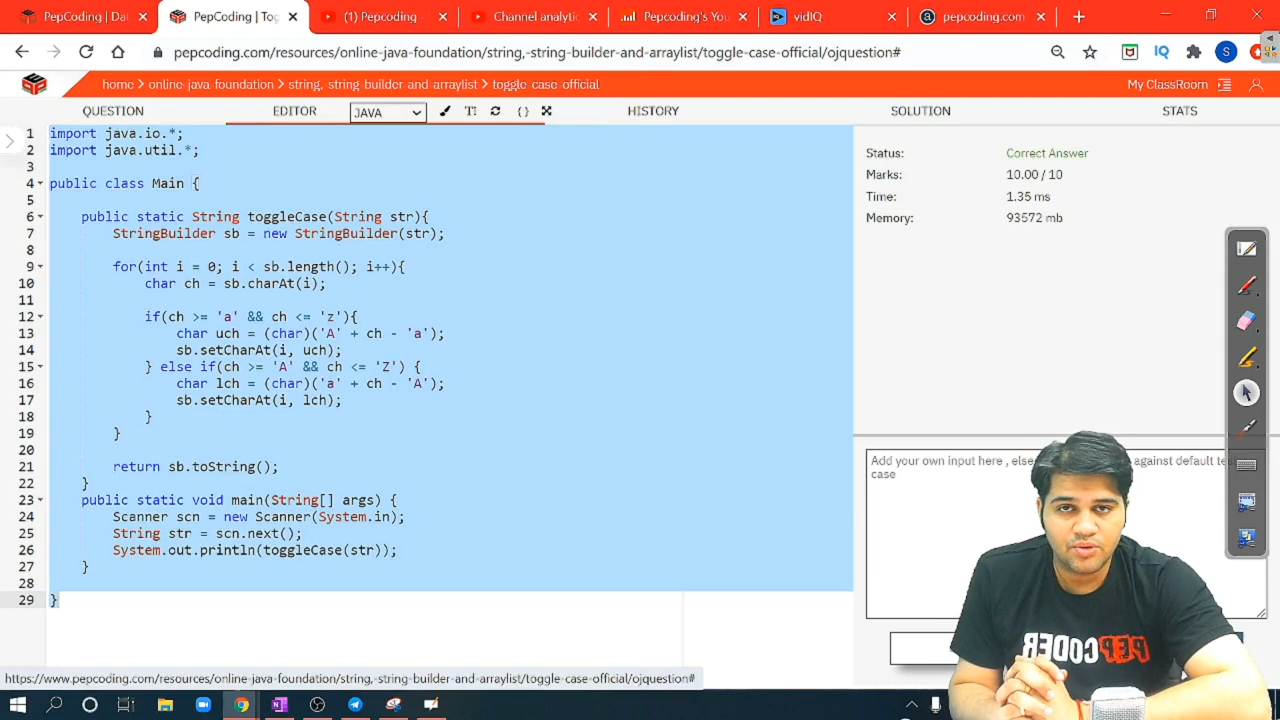 PepCoding | Dat
PepCoding | Tog
(1) Pepcoding -
Channel analytic
Pepcoding's You
vidIQ
pepcoding.com
pepcoding.com/resources/online-java-foundation/string,-string-builder-and-arraylist/toggle-case-official/ojquestion#
home > online java foundation > string, string builder and arraylist > toggle case official
My ClassRoom
QUESTION
EDITOR
JAVA
HISTORY
SOLUTION
STATS
1 import java.io.*;
2 import java.util.*;
3
4 public class Main {
5
6 public static String toggleCase(String str){
7 StringBuilder sb = new StringBuilder(str);
8
9 for(int i = 0; i < sb.length(); i++){
10 char ch = sb.charAt(i);
11
12 if(ch >= 'a' && ch <= 'z'){
13 char uch = (char)('A' + ch - 'a');
14 sb.setCharAt(i, uch);
15 } else if(ch >= 'A' && ch <= 'Z') {
16 char lch = (char)('a' + ch - 'A');
17 sb.setCharAt(i, lch);
18 }
19 }
20
21 return sb.toString();
22 }
23 public static void main(String[] args) {
24 Scanner scn = new Scanner(System.in);
25 String str = scn.next();
26 System.out.println(toggleCase(str));
27 }
28
29 }
Status: Correct Answer
Marks: 10.00 / 10
Time: 1.35 ms
Memory: 93572 mb
Add your own input here , else against default te
case
PEPCODER
https://www.pepcoding.com/resources/online-java-foundation/string,-string-builder-and-arraylist/toggle-case-official/ojquestion#